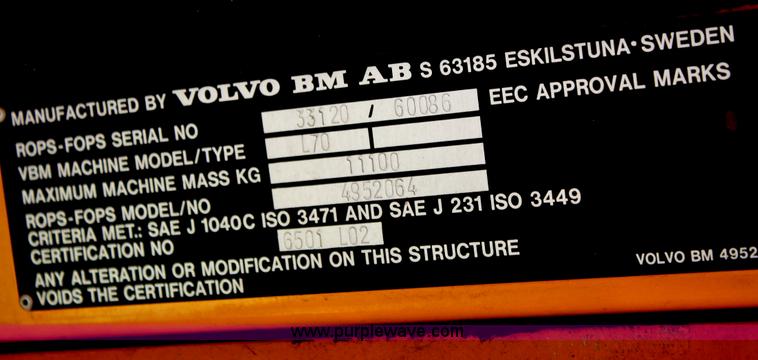 MANUFACTURED BY VOLVO BM AB S 63185 ESKILSTUNA·SWEDEN
ROPS-FOPS SERIAL NO 33120 / 60086 EEC APPROVAL MARKS
VBM MACHINE MODEL/TYPE L70
MAXIMUM MACHINE MASS KG 11100
ROPS-FOPS MODEL/NO 4952064
CRITERIA MET.: SAE J 1040C ISO 3471 AND SAE J 231 ISO 3449
CERTIFICATION NO 6501 L02
ANY ALTERATION OR MODIFICATION ON THIS STRUCTURE
VOIDS THE CERTIFICATION
VOLVO BM 4952
www.purplewave.com